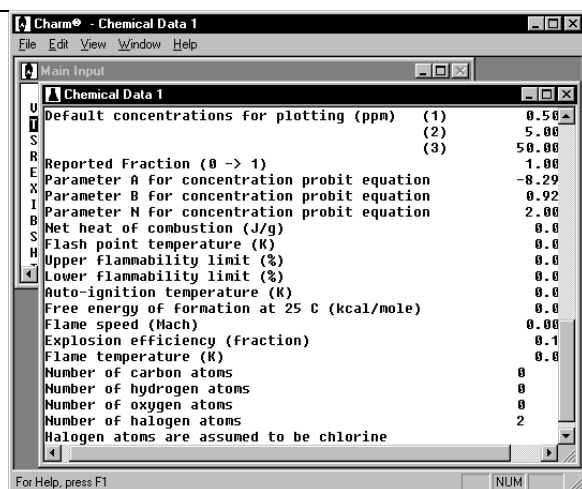 Charm® - Chemical Data 1
File Edit View Window Help
Main Input
Chemical Data 1
U
T
S
R
E
X
I
B
S
H
Default concentrations for plotting (ppm) (1) 0.50
(2) 5.00
(3) 50.00
Reported Fraction (0 -> 1) 1.00
Parameter A for concentration probit equation -8.29
Parameter B for concentration probit equation 0.92
Parameter N for concentration probit equation 2.00
Net heat of combustion (J/g) 0.0
Flash point temperature (K) 0.0
Upper flammability limit (%) 0.0
Lower flammability limit (%) 0.0
Auto-ignition temperature (K) 0.0
Free energy of formation at 25 C (kcal/mole) 0.0
Flame speed (Mach) 0.00
Explosion efficiency (fraction) 0.1
Flame temperature (K) 0.0
Number of carbon atoms 0
Number of hydrogen atoms 0
Number of oxygen atoms 0
Number of halogen atoms 2
Halogen atoms are assumed to be chlorine
For Help, press F1
NUM